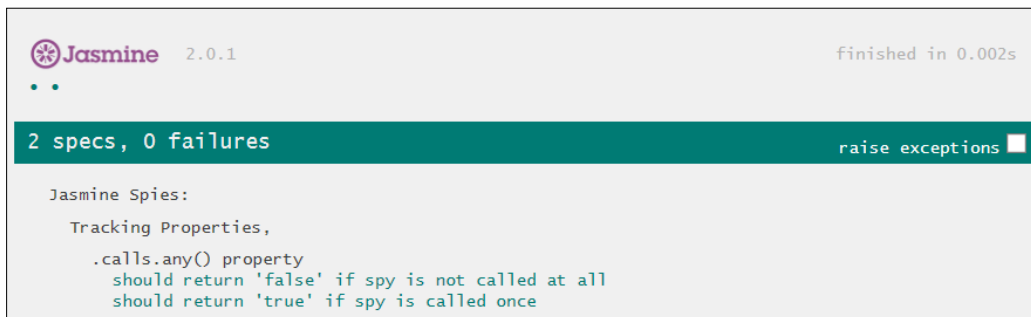 Jasmine 2.0.1 finished in 0.002s
2 specs, 0 failures raise exceptions
Jasmine Spies:
Tracking Properties,
.calls.any() property
should return 'false' if spy is not called at all
should return 'true' if spy is called once